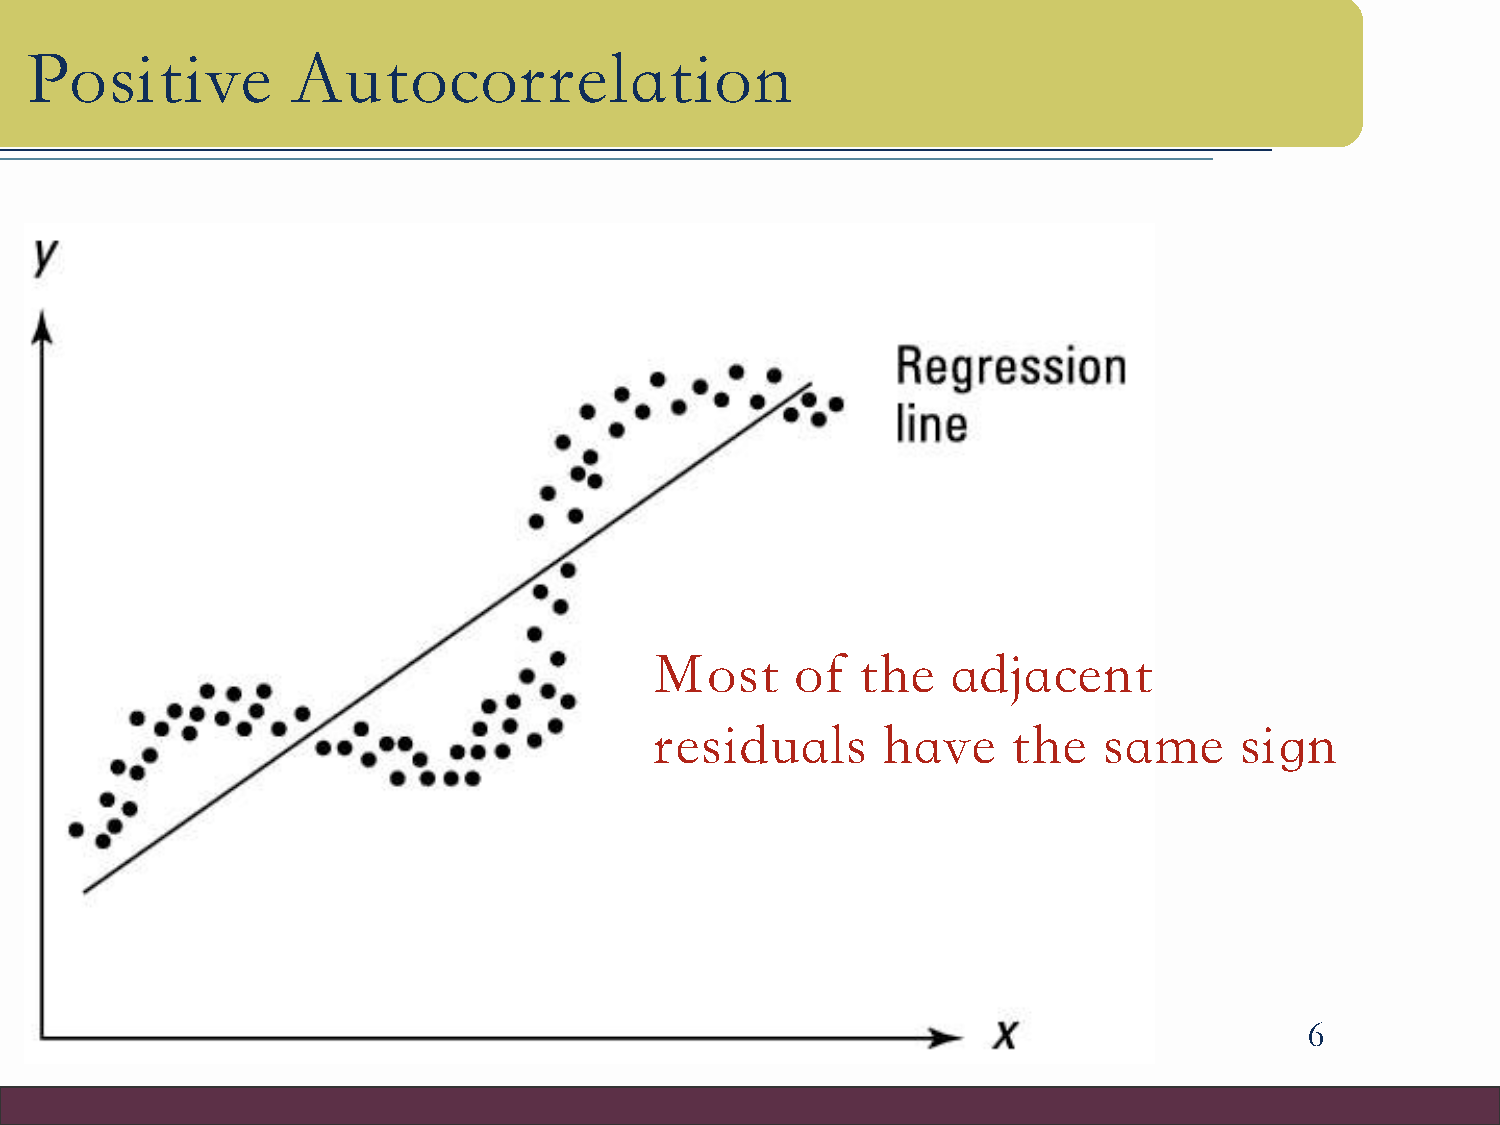 Positive Autocorrelation
y
Regression
line
Most of the adjacent
residuals have the same sign
x
6